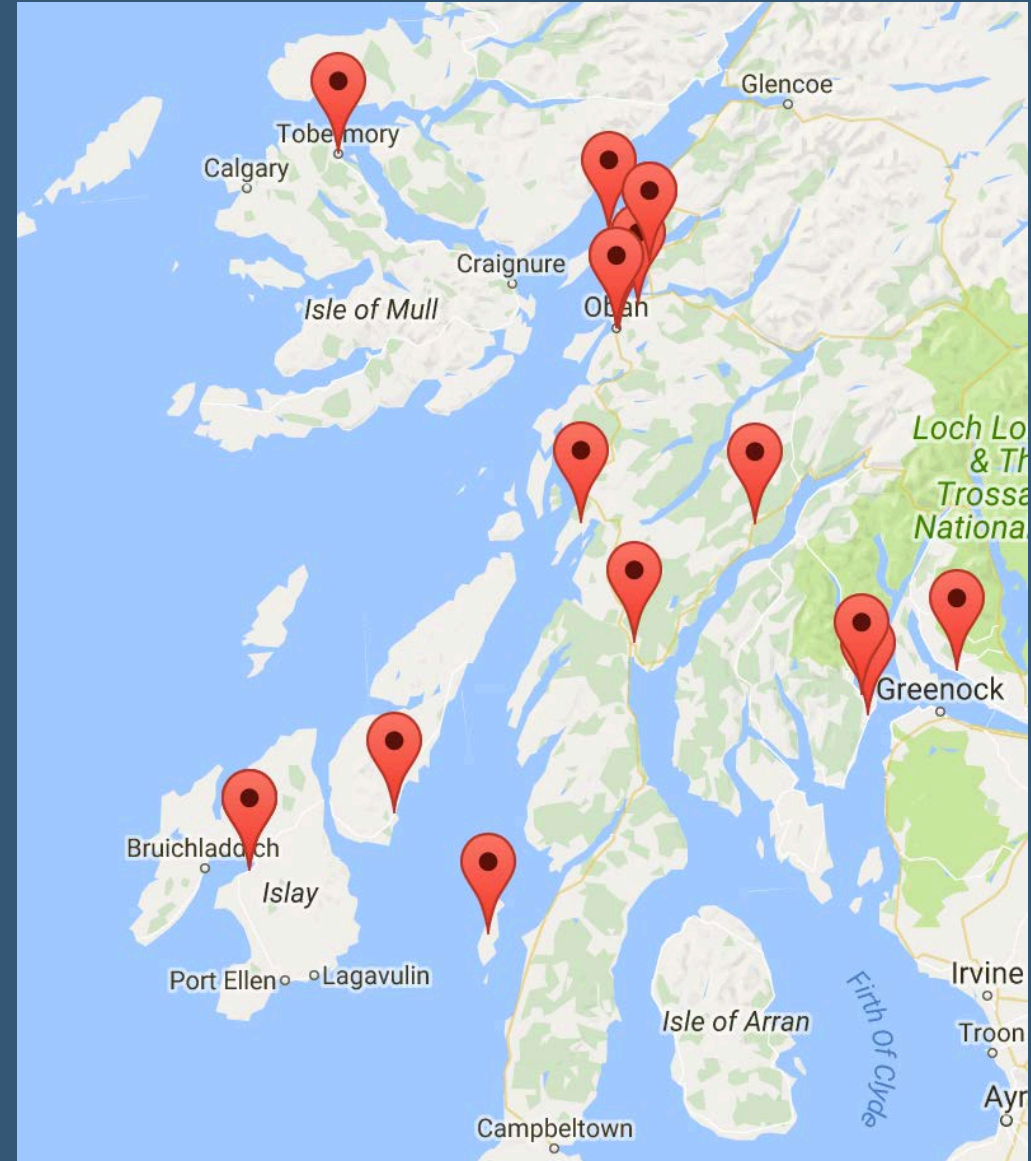 Glencoe
Tobermory
Calgary
Craignure
Isle of Mull
Oban
Loch Lo
& Th
Trossa
Nationa
Greenock
Bruichladdich
Islay
Port Ellen
Lagavulin
Isle of Arran
Firth Of Clyde
Irvine
Troon
Ayr
Campbeltown